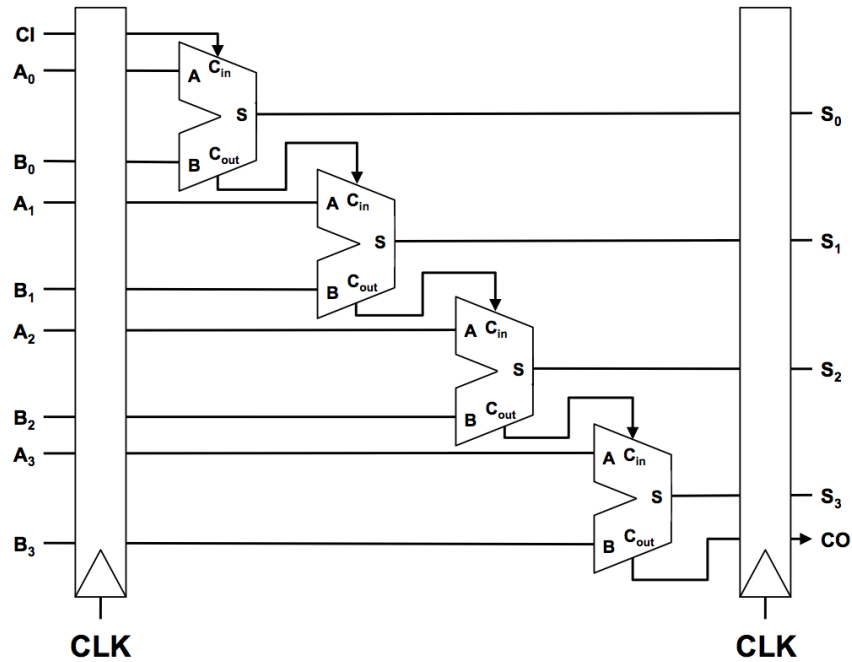 CI
A₀ A Cᵢₙ
S S₀
B₀ B Cₒᵤₜ
A₁ A Cᵢₙ
S S₁
B₁ B Cₒᵤₜ
A₂ A Cᵢₙ
S S₂
B₂ B Cₒᵤₜ
A₃ A Cᵢₙ
S S₃
B₃ B Cₒᵤₜ CO
CLK CLK